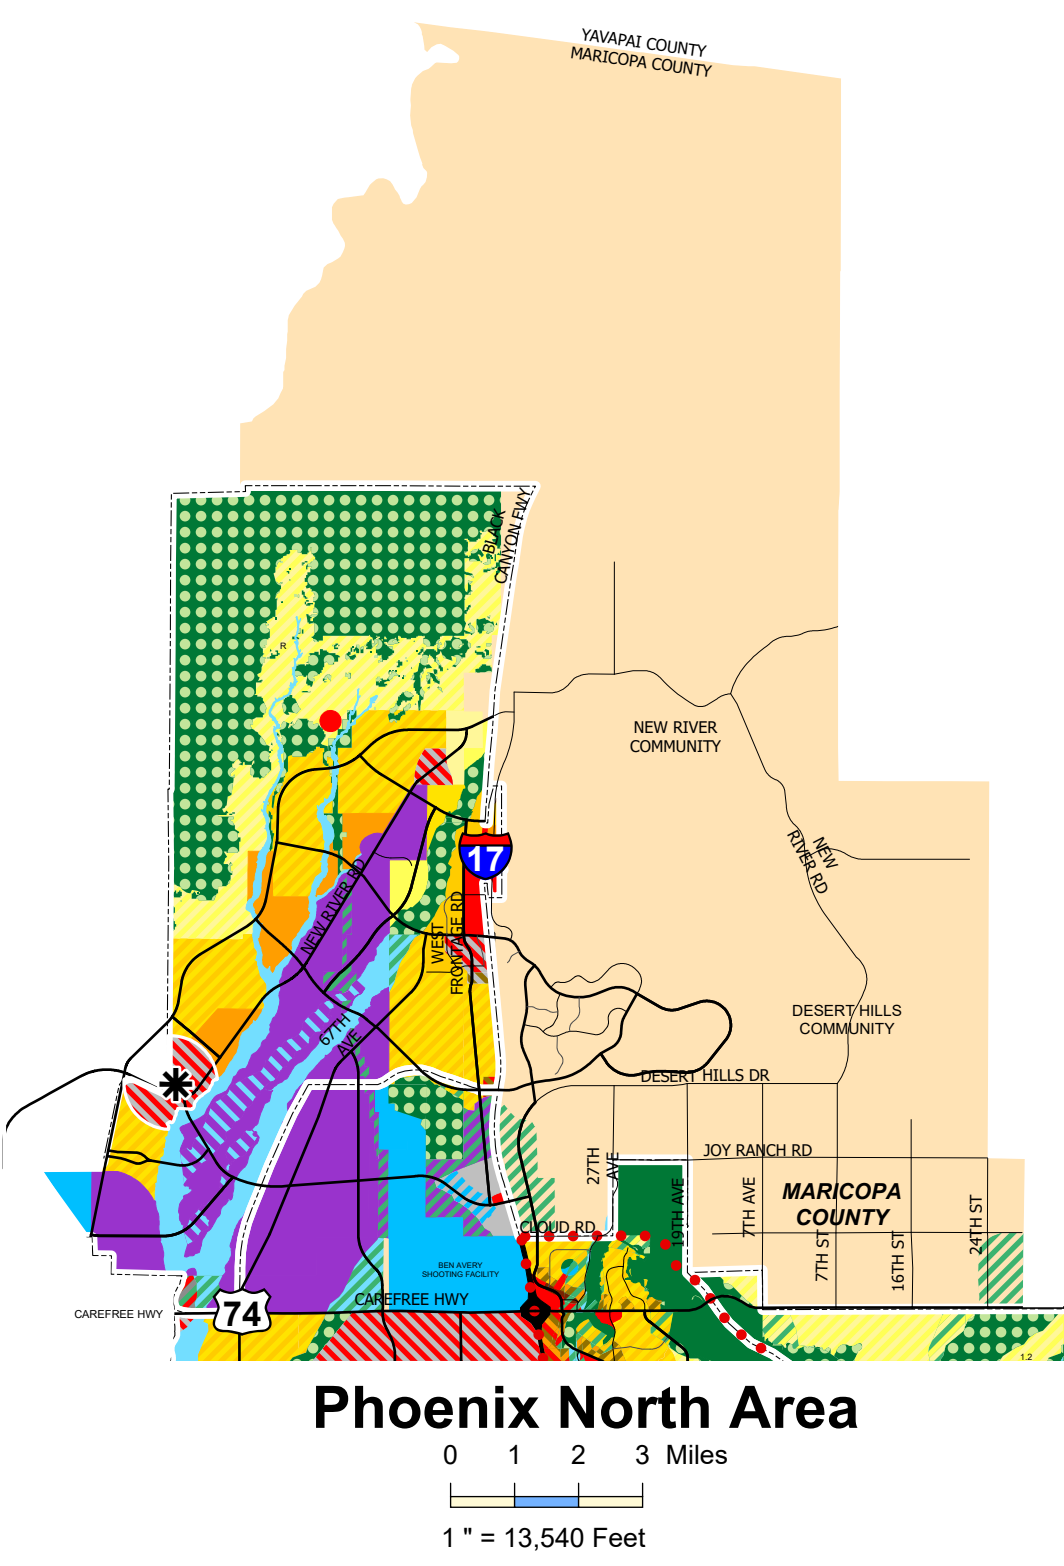 YAVAPAI COUNTY
MARICOPA COUNTY
BLACK
CANYON FWY
R
NEW RIVER
COMMUNITY
NEW
RIVER RD
17
NEW RIVER RD
WEST
FRONTAGE RD
67TH
AVE
DESERT HILLS
COMMUNITY
DESERT HILLS DR
JOY RANCH RD
27TH
AVE
19TH AVE
7TH AVE
MARICOPA
COUNTY
7TH ST
16TH ST
24TH ST
CLOUD RD
BEN AVERY
SHOOTING FACILITY
CAREFREE HWY
74
CAREFREE HWY
1.2
Phoenix North Area
0 1 2 3 Miles
1 " = 13,540 Feet